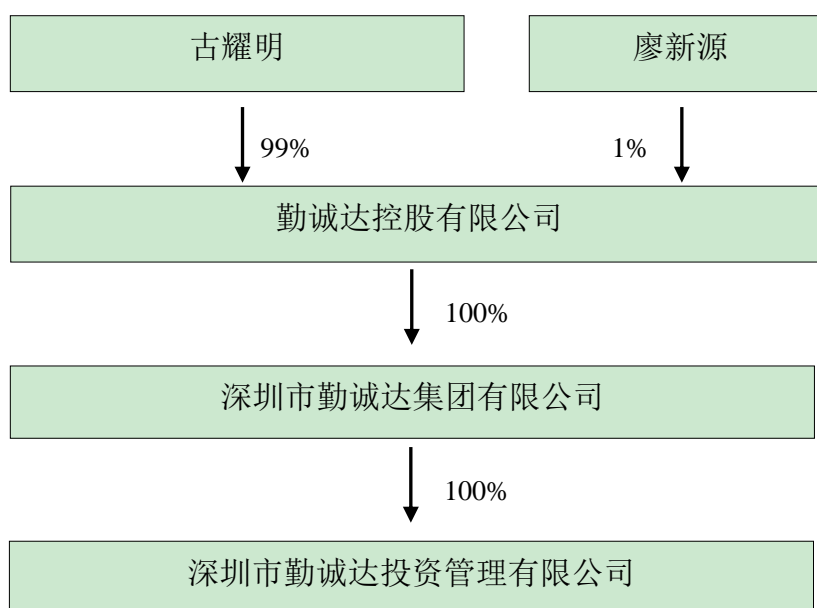 古耀明
廖新源
99%
1%
勤诚达控股有限公司
100%
深圳市勤诚达集团有限公司
100%
深圳市勤诚达投资管理有限公司